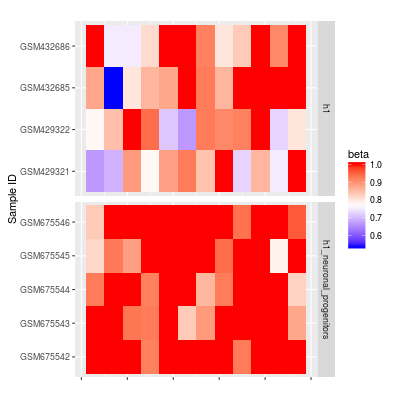 GSM432686
GSM432685
GSM429322
GSM429321
GSM675546
GSM675545
GSM675544
GSM675543
GSM675542
Sample ID
h1
h1_neuronal_progenitors
beta
1.0
0.9
0.8
0.7
0.6